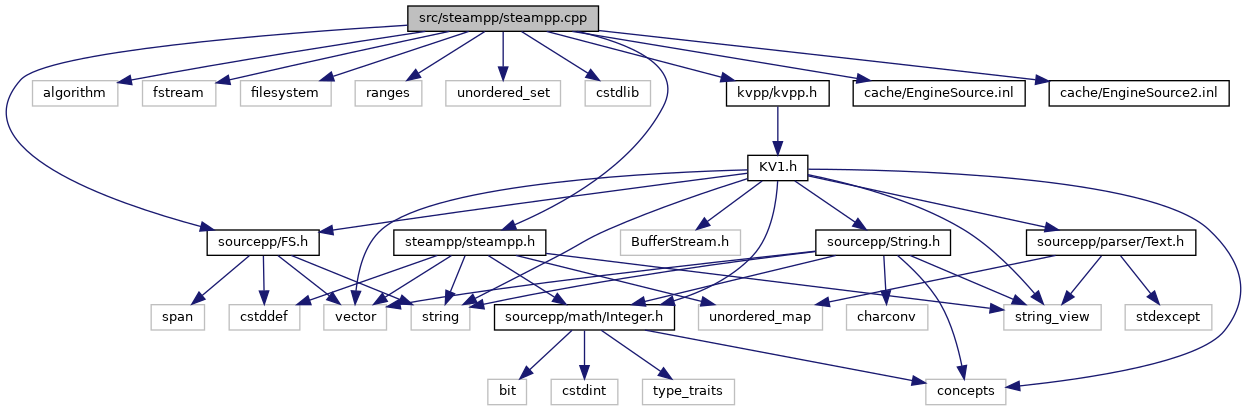 src/steampp/steampp.cpp
algorithm
fstream
filesystem
ranges
unordered_set
cstdlib
kvpp/kvpp.h
cache/EngineSource.inl
cache/EngineSource2.inl
KV1.h
sourcepp/FS.h
steampp/steampp.h
BufferStream.h
sourcepp/String.h
sourcepp/parser/Text.h
span
cstddef
vector
string
sourcepp/math/Integer.h
unordered_map
charconv
string_view
stdexcept
bit
cstdint
type_traits
concepts